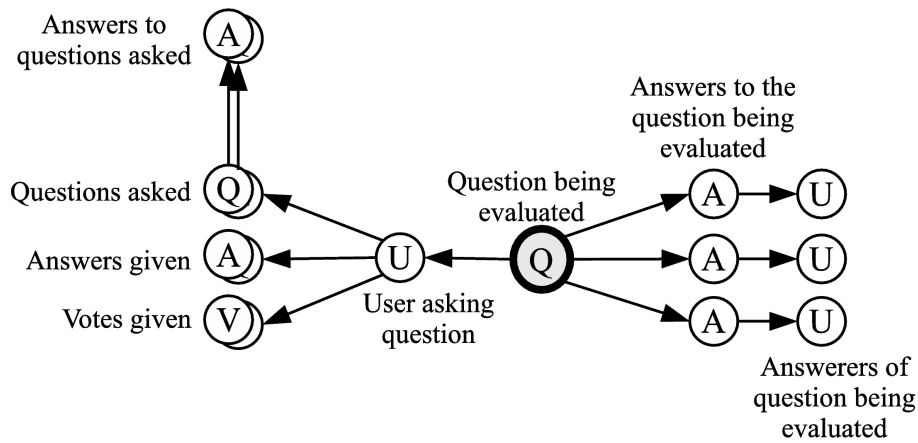 Answers to
questions asked
A
Questions asked
Q
Answers given
A
Votes given
V
U
User asking
question
Question being
evaluated
Q
Answers to the
question being
evaluated
A
U
A
U
A
U
Answerers of
question being
evaluated